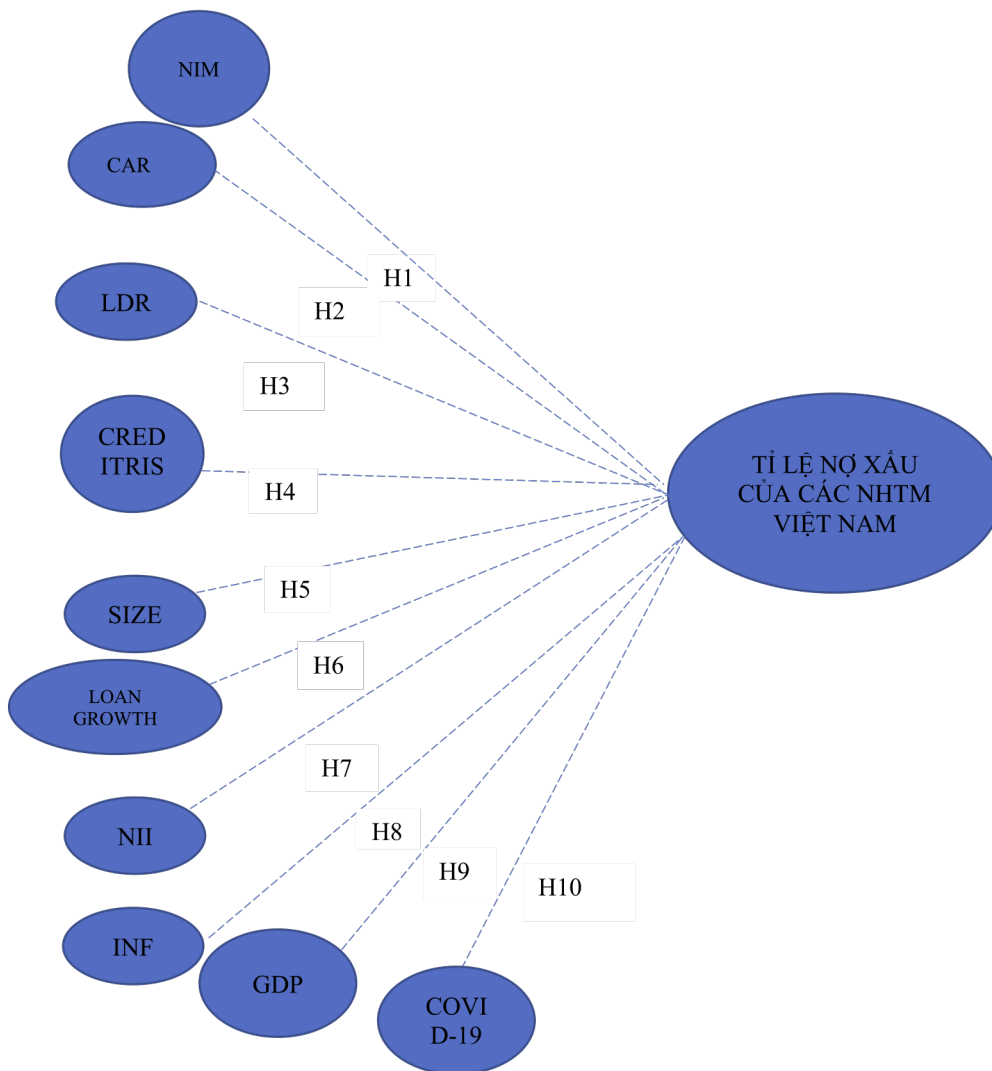 NIM
CAR
H1
LDR
H2
H3
CRED
ITRIS
H4
TỈ LỆ NỢ XẤU
CỦA CÁC NHTM
VIỆT NAM
SIZE
H5
H6
LOAN
GROWTH
H7
NII
H8
H9
H10
INF
GDP
COVI
D-19